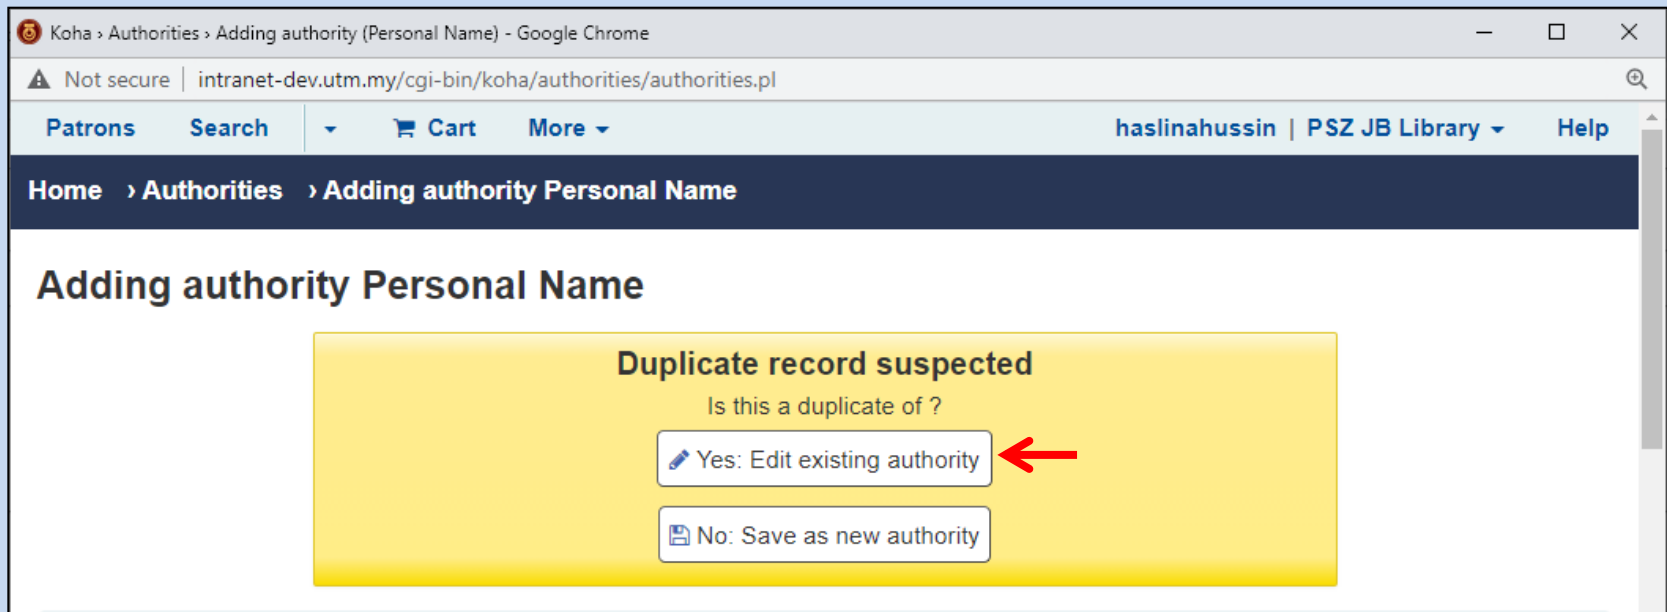 Koha › Authorities › Adding authority (Personal Name) - Google Chrome
Not secure | intranet-dev.utm.my/cgi-bin/koha/authorities/authorities.pl
Patrons Search Cart More haslinahussin | PSZ JB Library Help
Home › Authorities › Adding authority Personal Name
Adding authority Personal Name
Duplicate record suspected
Is this a duplicate of ?
Yes: Edit existing authority
No: Save as new authority